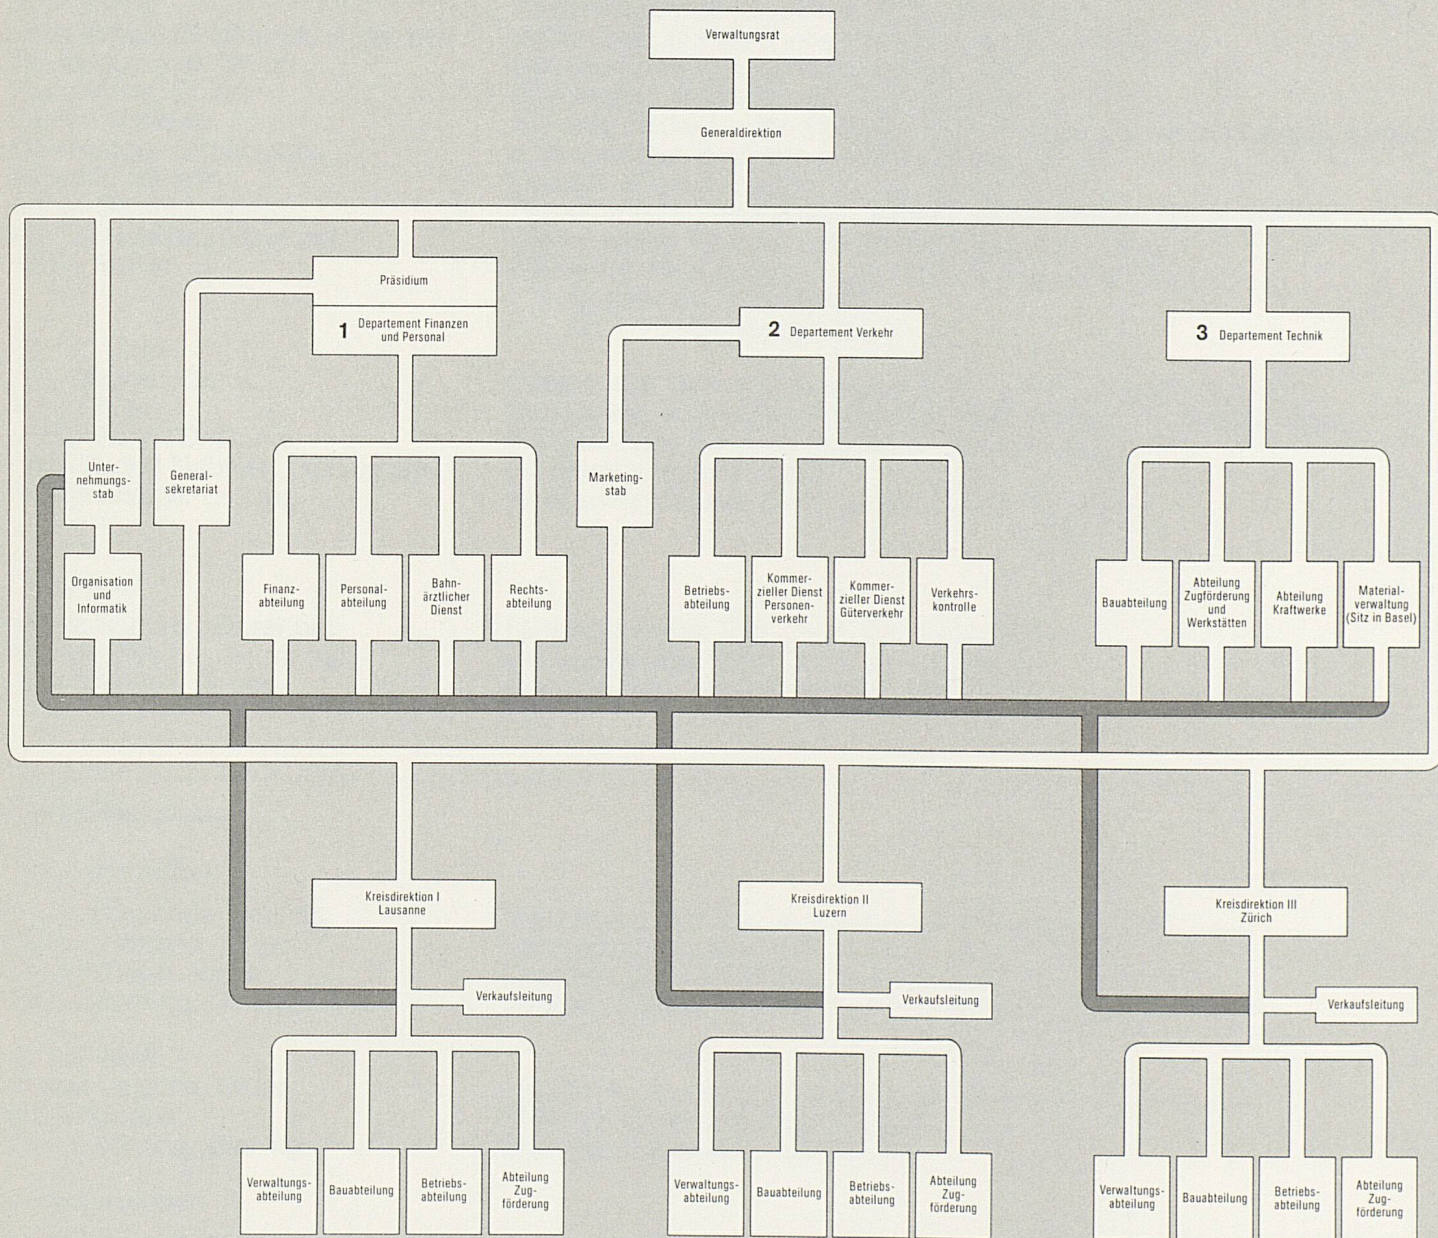 Verwaltungsrat
Generaldirektion
Präsidium
1 Departement Finanzen
und Personal
2 Departement Verkehr
3 Departement Technik
Unter-
nehmungs-
stab
General-
sekretariat
Marketing-
stab
Organisation
und
Informatik
Finanz-
abteilung
Personal-
abteilung
Bahn-
ärztlicher
Dienst
Rechts-
abteilung
Betriebs-
abteilung
Kommer-
zieller Dienst
Personen-
verkehr
Kommer-
zieller Dienst
Güterverkehr
Verkehrs-
kontrolle
Bauabteilung
Abteilung
Zugförderung
und
Werkstätten
Abteilung
Kraftwerke
Material-
verwaltung
(Sitz in Basel)
Kreisdirektion I
Lausanne
Kreisdirektion II
Luzern
Kreisdirektion III
Zürich
Verkaufsleitung
Verkaufsleitung
Verkaufsleitung
Verwaltungs-
abteilung
Bauabteilung
Betriebs-
abteilung
Abteilung
Zug-
förderung
Verwaltungs-
abteilung
Bauabteilung
Betriebs-
abteilung
Abteilung
Zug-
förderung
Verwaltungs-
abteilung
Bauabteilung
Betriebs-
abteilung
Abteilung
Zug-
förderung